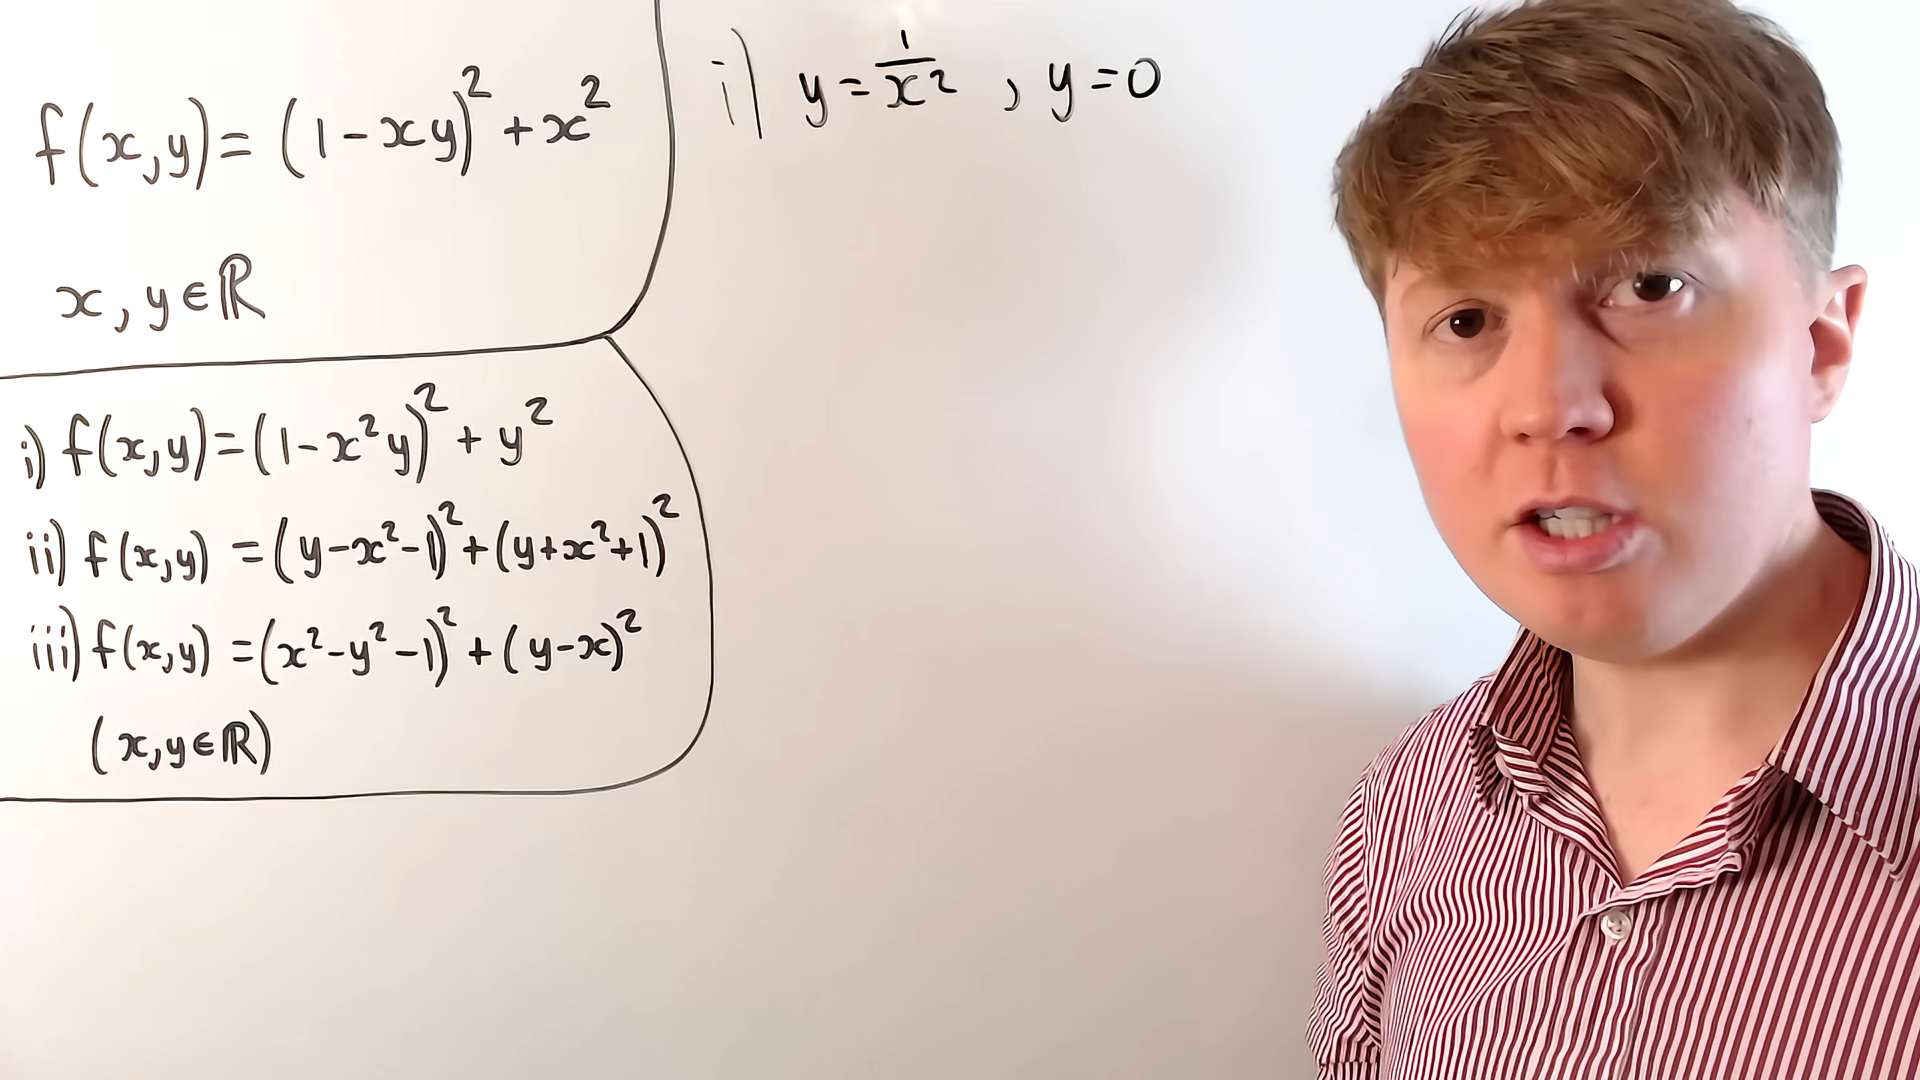 f(x,y)=(1-xy)²+x²
x,y∈ℝ
i) f(x,y)=(1-x²y)²+y²
ii) f(x,y)=(y-x²-1)²+(y+x²+1)²
iii) f(x,y)=(x²-y²-1)²+(y-x)²
(x,y∈ℝ)
i) y=1/x² , y=0